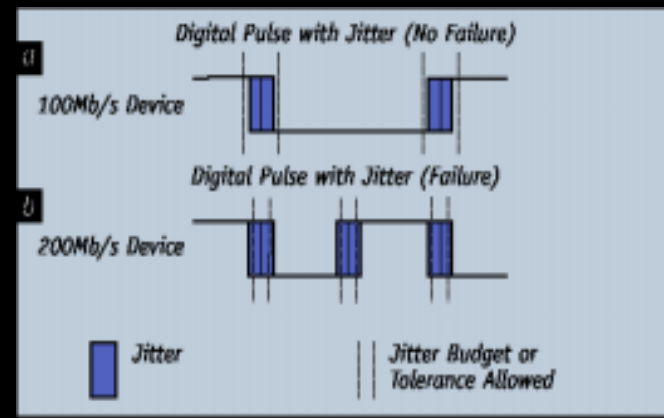 Digital Pulse with Jitter (No Failure)
a
100Mb/s Device
Digital Pulse with Jitter (Failure)
b
200Mb/s Device
Jitter
Jitter Budget or
Tolerance Allowed